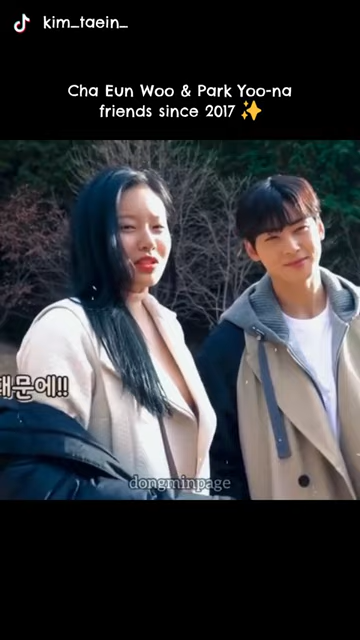 kim_taein_
Cha Eun Woo & Park Yoo-na
friends since 2017 ✨
때문에!!
dongminpage